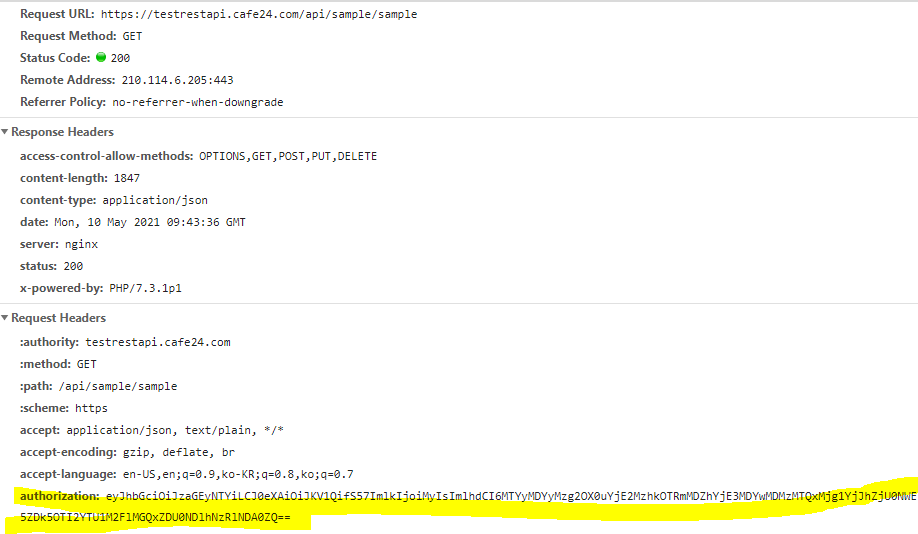 Request URL: https://testrestapi.cafe24.com/api/sample/sample
Request Method: GET
Status Code: 200
Remote Address: 210.114.6.205:443
Referrer Policy: no-referrer-when-downgrade
Response Headers
access-control-allow-methods: OPTIONS,GET,POST,PUT,DELETE
content-length: 1847
content-type: application/json
date: Mon, 10 May 2021 09:43:36 GMT
server: nginx
status: 200
x-powered-by: PHP/7.3.1p1
Request Headers
:authority: testrestapi.cafe24.com
:method: GET
:path: /api/sample/sample
:scheme: https
accept: application/json, text/plain, */*
accept-encoding: gzip, deflate, br
accept-language: en-US,en;q=0.9,ko-KR;q=0.8,ko;q=0.7
authorization: eyJhbGciOiJzaGEyNTYiLCJ0eXAiOiJKV1QifS57ImlkIjoiMyIsImlhdCI6MTYyMDYyMzg2OX0uYjE2MzhkOTRmMDZhYjE3MDYwMDMzMTQxMjg1YjJhZjU0NWE
5ZDk5OTI2YTU1M2FlMGQxZDU0NDlhNzRlNDA0ZQ==